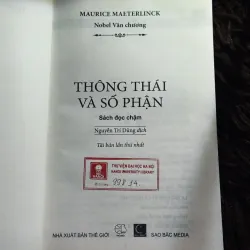 MAURICE MAETERLINCK
Nobel Văn chương
THÔNG THÁI
VÀ SỐ PHẬN
Sách đọc chậm
Nguyễn Trí Dũng dịch
Tái bản lần thứ nhất
THƯ VIỆN ĐẠI HỌC HÀ NỘI
HANOI UNIVERSITY LIBRARY
NHÀ XUẤT BẢN THẾ GIỚI
SAO BẮC MEDIA